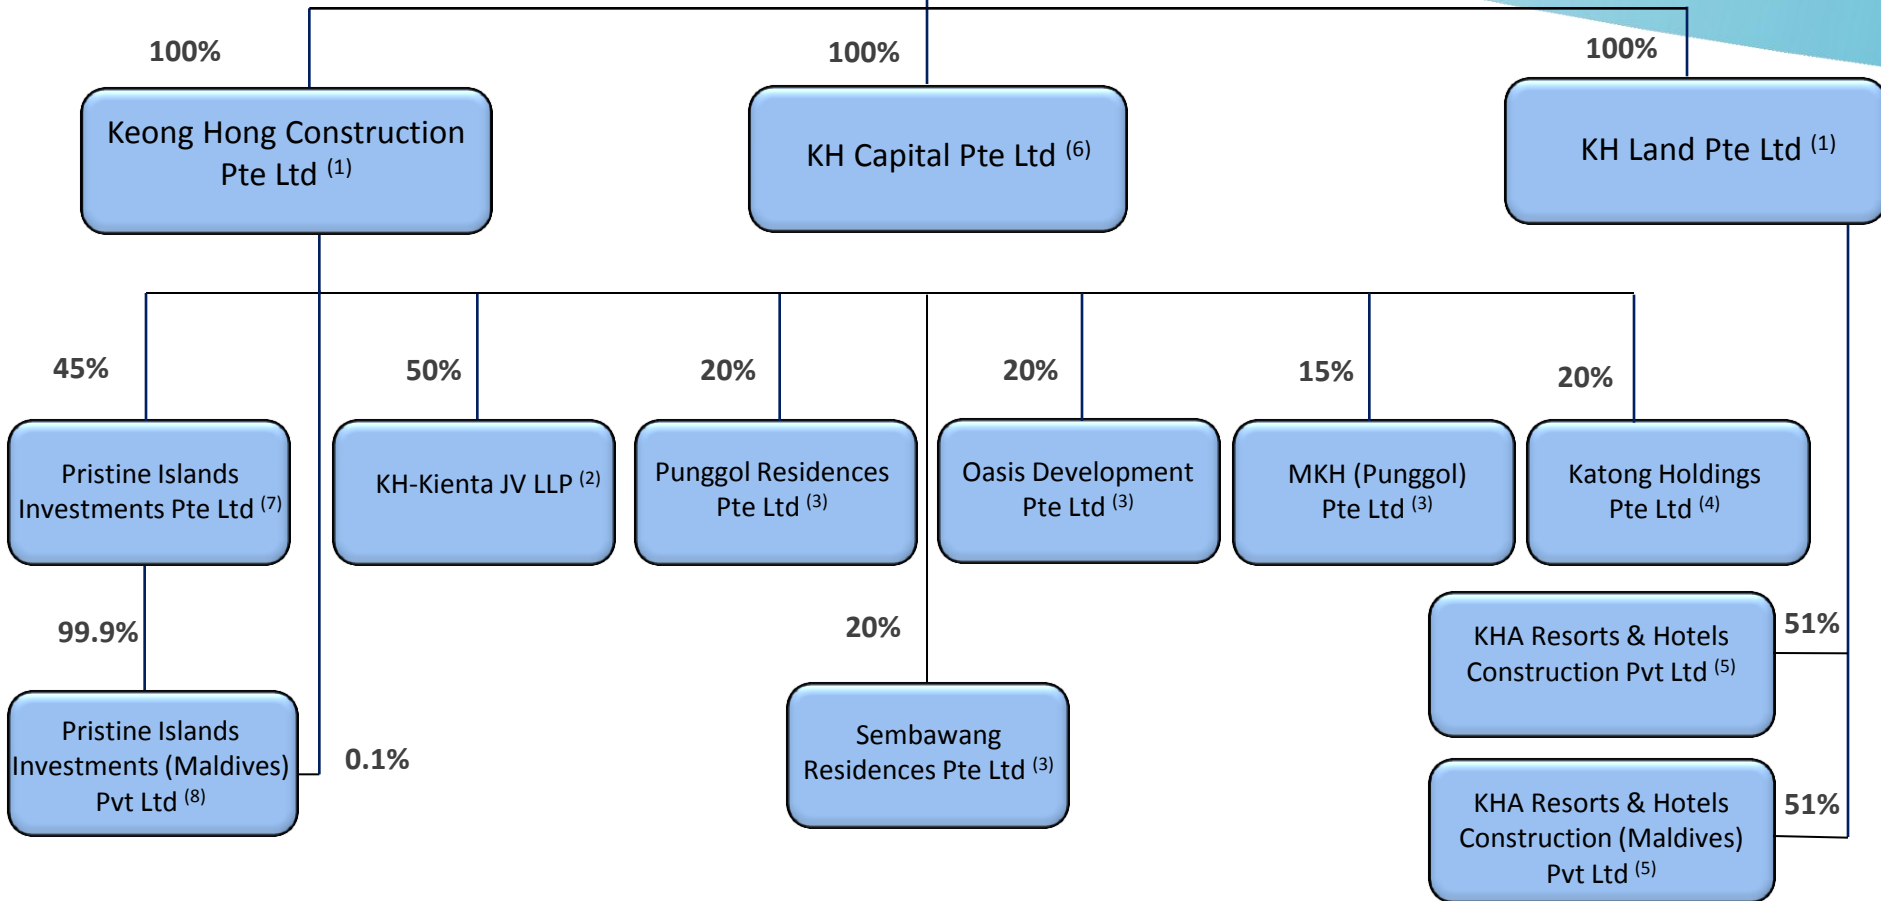 100%
100%
100%
Keong Hong Construction
Pte Ltd (1)
KH Capital Pte Ltd (6)
KH Land Pte Ltd (1)
45%
50%
20%
20%
15%
20%
Pristine Islands
Investments Pte Ltd (7)
KH-Kienta JV LLP (2)
Punggol Residences
Pte Ltd (3)
Oasis Development
Pte Ltd (3)
MKH (Punggol)
Pte Ltd (3)
Katong Holdings
Pte Ltd (4)
99.9%
20%
KHA Resorts & Hotels
Construction Pvt Ltd (5)
51%
Pristine Islands
Investments (Maldives)
Pvt Ltd (8)
0.1%
Sembawang
Residences Pte Ltd (3)
KHA Resorts & Hotels
Construction (Maldives)
Pvt Ltd (5)
51%